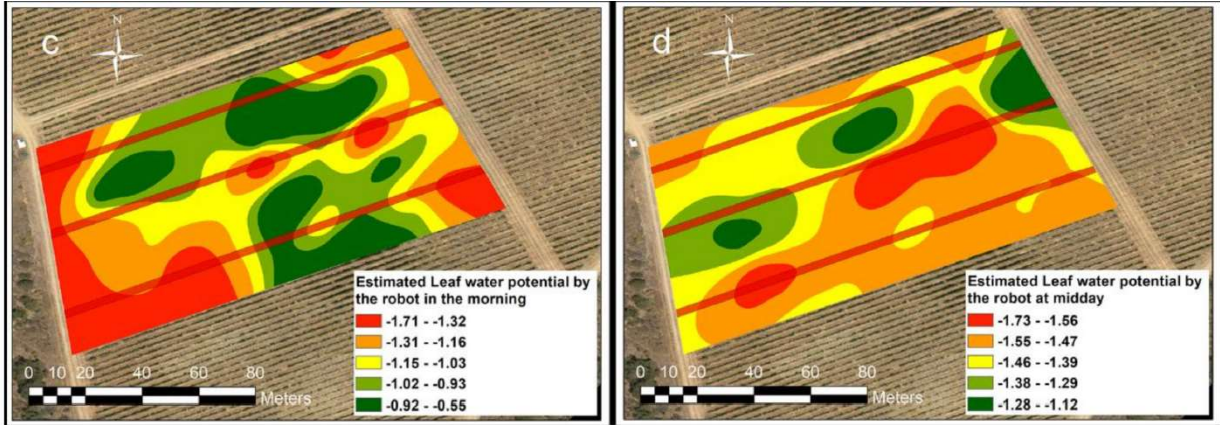 c
N
Estimated Leaf water potential by
the robot in the morning
-1.71 - -1.32
-1.31 - -1.16
-1.15 - -1.03
-1.02 - -0.93
-0.92 - -0.55
0 10 20 40 60 80
Meters
d
N
Estimated Leaf water potential by
the robot at midday
-1.73 - -1.56
-1.55 - -1.47
-1.46 - -1.39
-1.38 - -1.29
-1.28 - -1.12
0 10 20 40 60 80
Meters